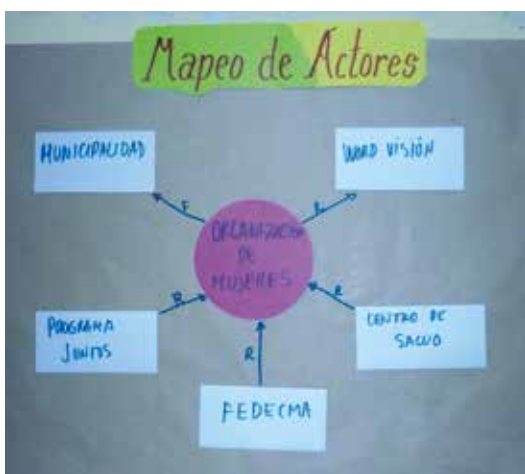 Mapeo de Actores
MUNICIPALIDAD
WORD VISIÓN
F
R
ORGANIZACIÓN
DE
MUJERES
R
R
PROGRAMA
JUNTOS
CENTRO DE
SALUD
R
FEDECMA